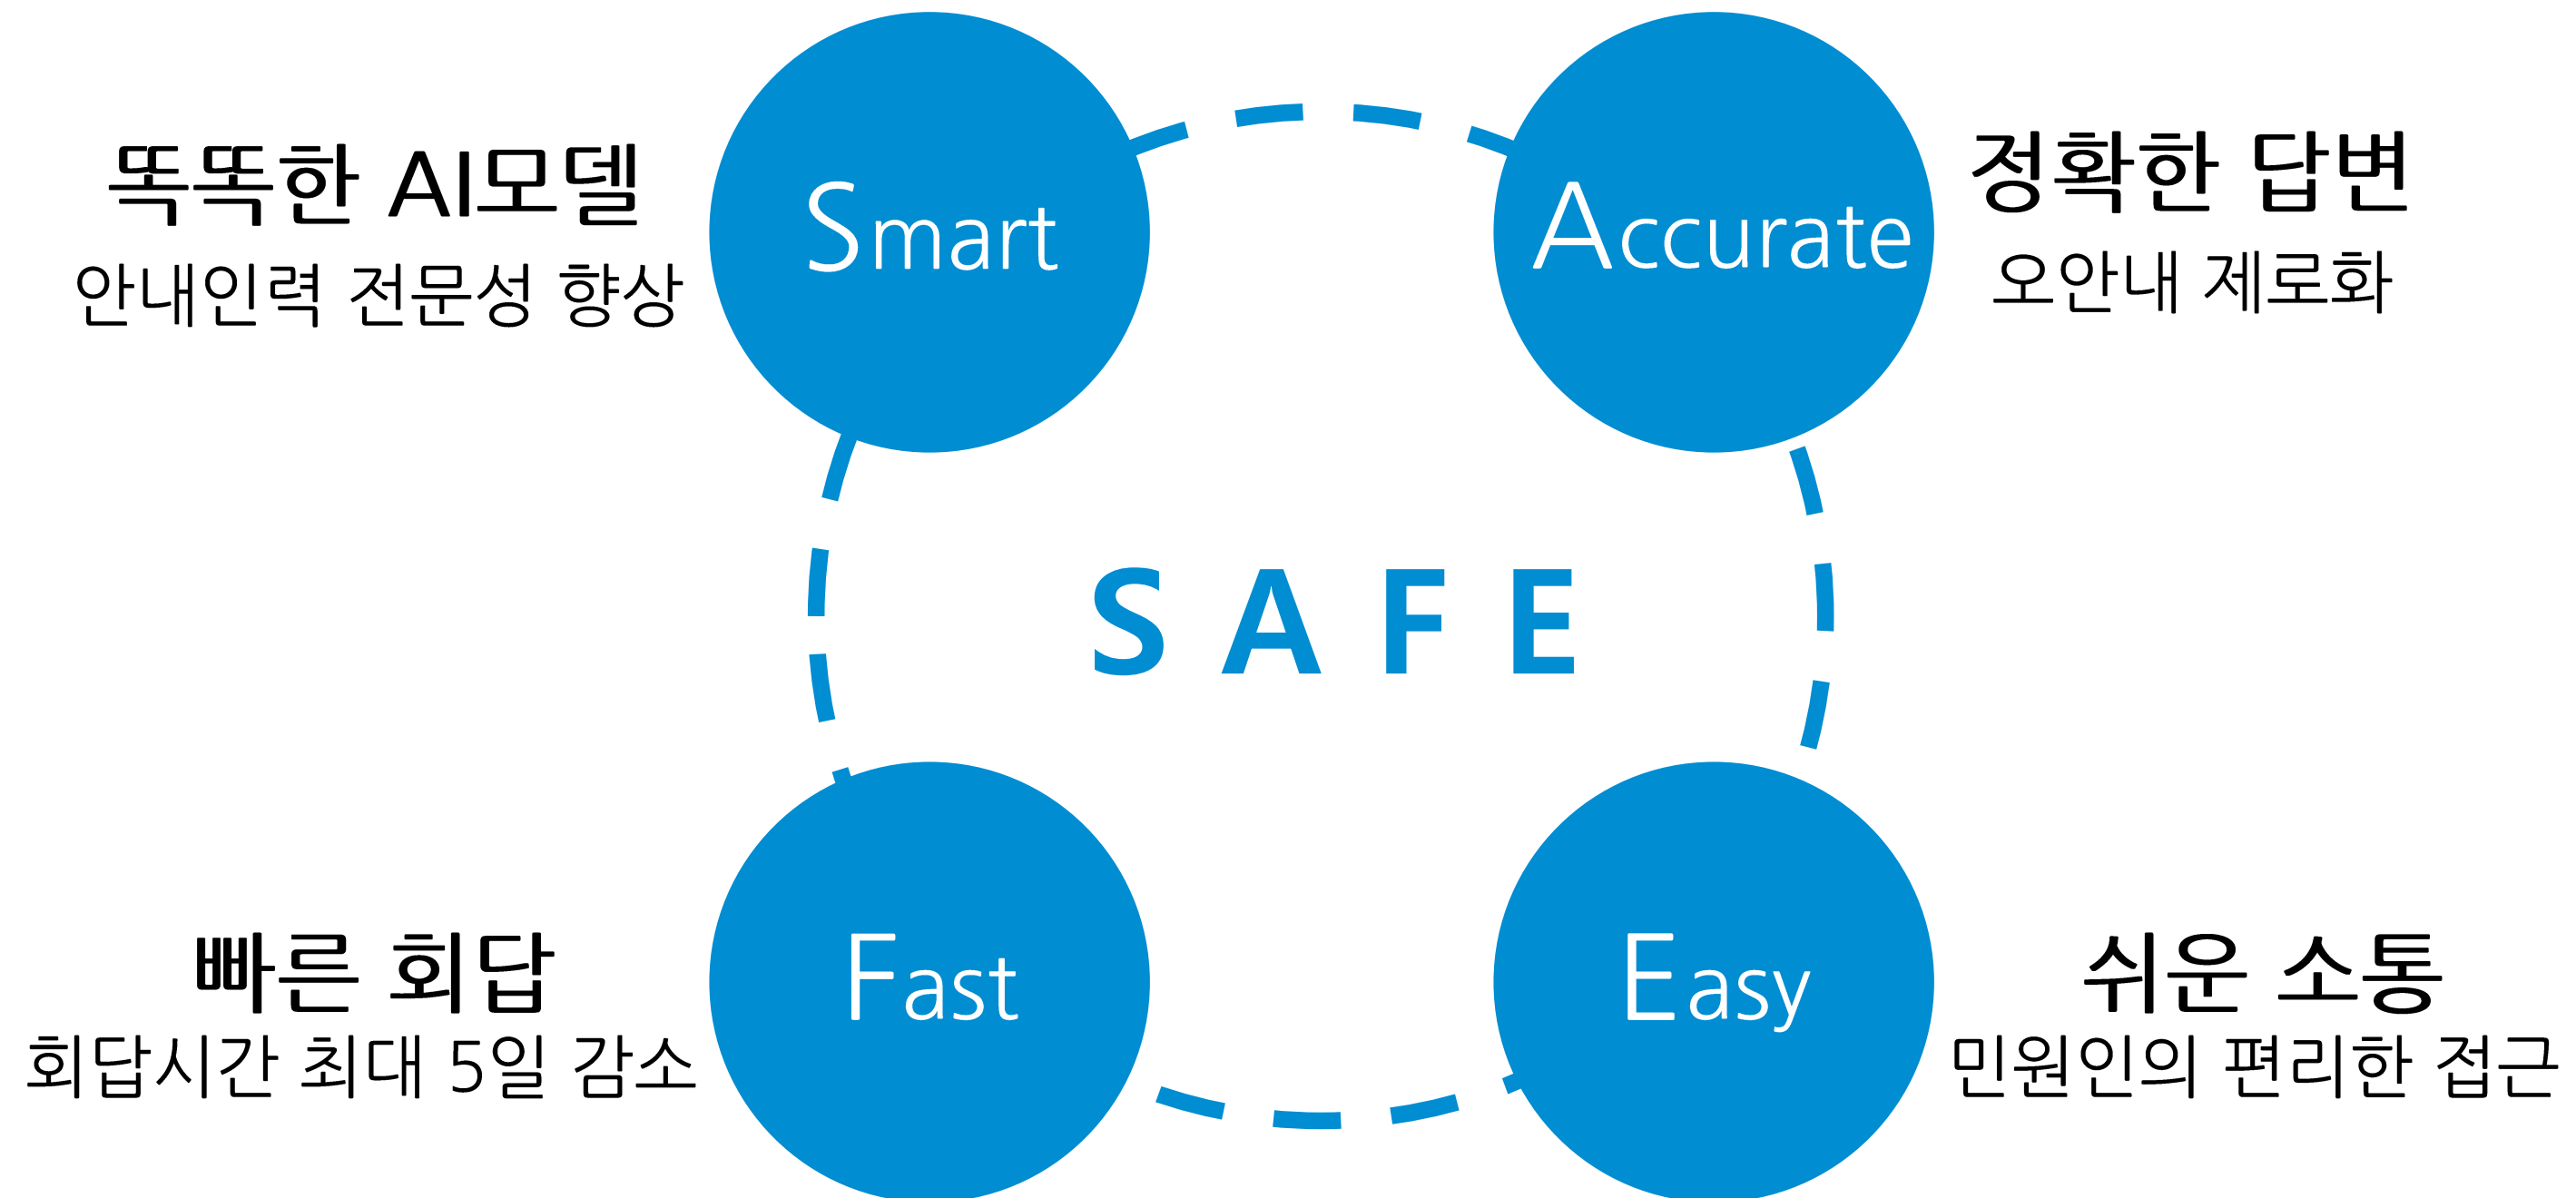 똑똑한 AI모델
안내인력 전문성 향상
Smart
Accurate
정확한 답변
오안내 제로화
S A F E
빠른 회답
회답시간 최대 5일 감소
Fast
Easy
쉬운 소통
민원인의 편리한 접근